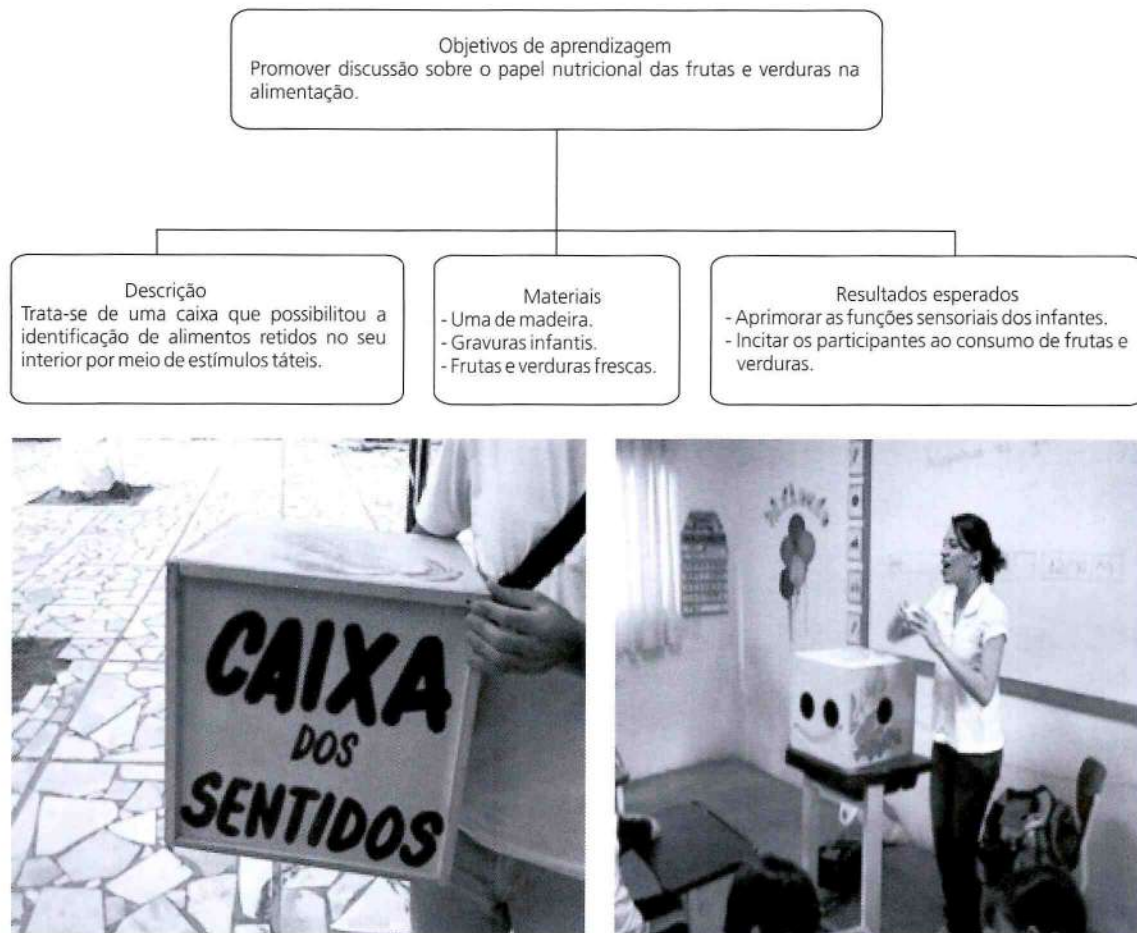 Objetivos de aprendizagem
Promover discussão sobre o papel nutricional das frutas e verduras na
alimentação.
Descrição
Trata-se de uma caixa que possibilitou a
identificação de alimentos retidos no seu
interior por meio de estímulos táteis.
Materiais
- Uma de madeira.
- Gravuras infantis.
- Frutas e verduras frescas.
Resultados esperados
- Aprimorar as funções sensoriais dos infantes.
- Incitar os participantes ao consumo de frutas e
verduras.
CAIXA
DOS
SENTIDOS